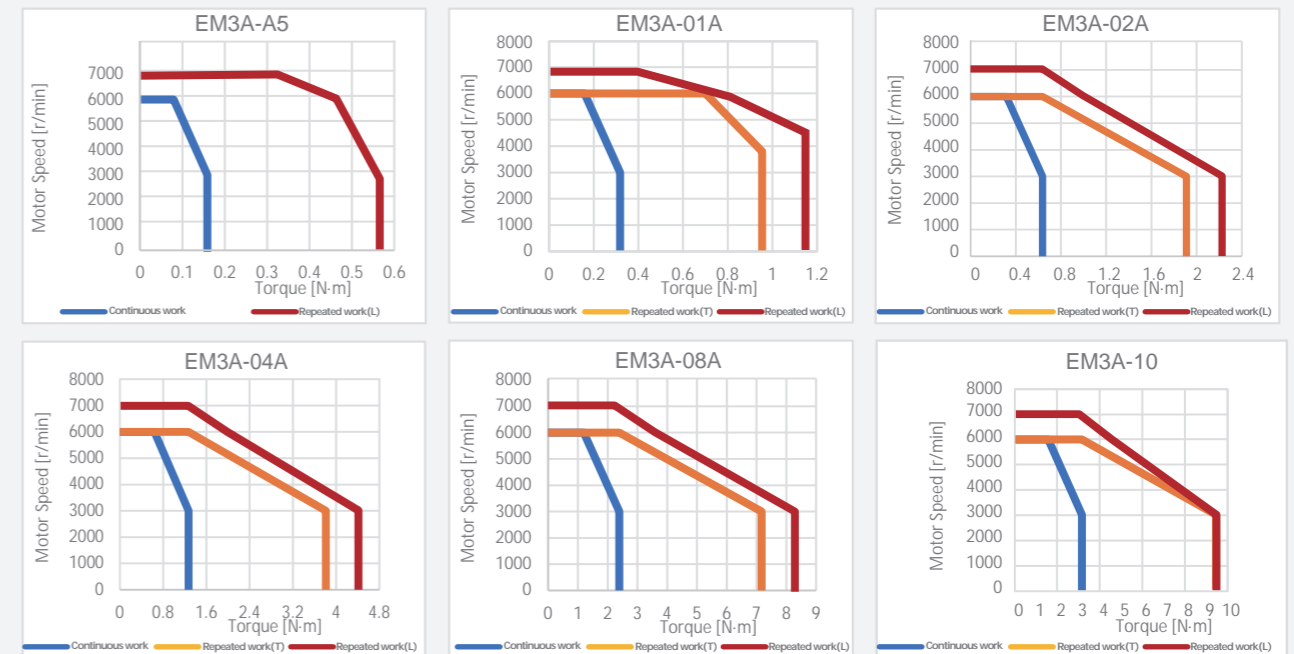 EM3A-A5
Motor Speed [r/min]
7000
6000
5000
4000
3000
2000
1000
0
0 0.1 0.2 0.3 0.4 0.5 0.6
Torque [N·m]
Continuous work Repeated work(L)
EM3A-01A
Motor Speed [r/min]
8000
7000
6000
5000
4000
3000
2000
1000
0
0 0.2 0.4 0.6 0.8 1 1.2
Torque [N·m]
Continuous work Repeated work(T) Repeated work(L)
EM3A-02A
Motor Speed [r/min]
8000
7000
6000
5000
4000
3000
2000
1000
0
0 0.4 0.8 1.2 1.6 2 2.4
Torque [N·m]
Continuous work Repeated work(T) Repeated work(L)
EM3A-04A
Motor Speed [r/min]
8000
7000
6000
5000
4000
3000
2000
1000
0
0 0.8 1.6 2.4 3.2 4 4.8
Torque [N·m]
Continuous work Repeated work(T) Repeated work(L)
EM3A-08A
Motor Speed [r/min]
8000
7000
6000
5000
4000
3000
2000
1000
0
0 1 2 3 4 5 6 7 8 9
Torque [N·m]
Continuous work Repeated work(T) Repeated work(L)
EM3A-10
Motor Speed [r/min]
8000
7000
6000
5000
4000
3000
2000
1000
0
0 1 2 3 4 5 6 7 8 9 10
Torque [N·m]
Continuous work Repeated work(T) Repeated work(L)